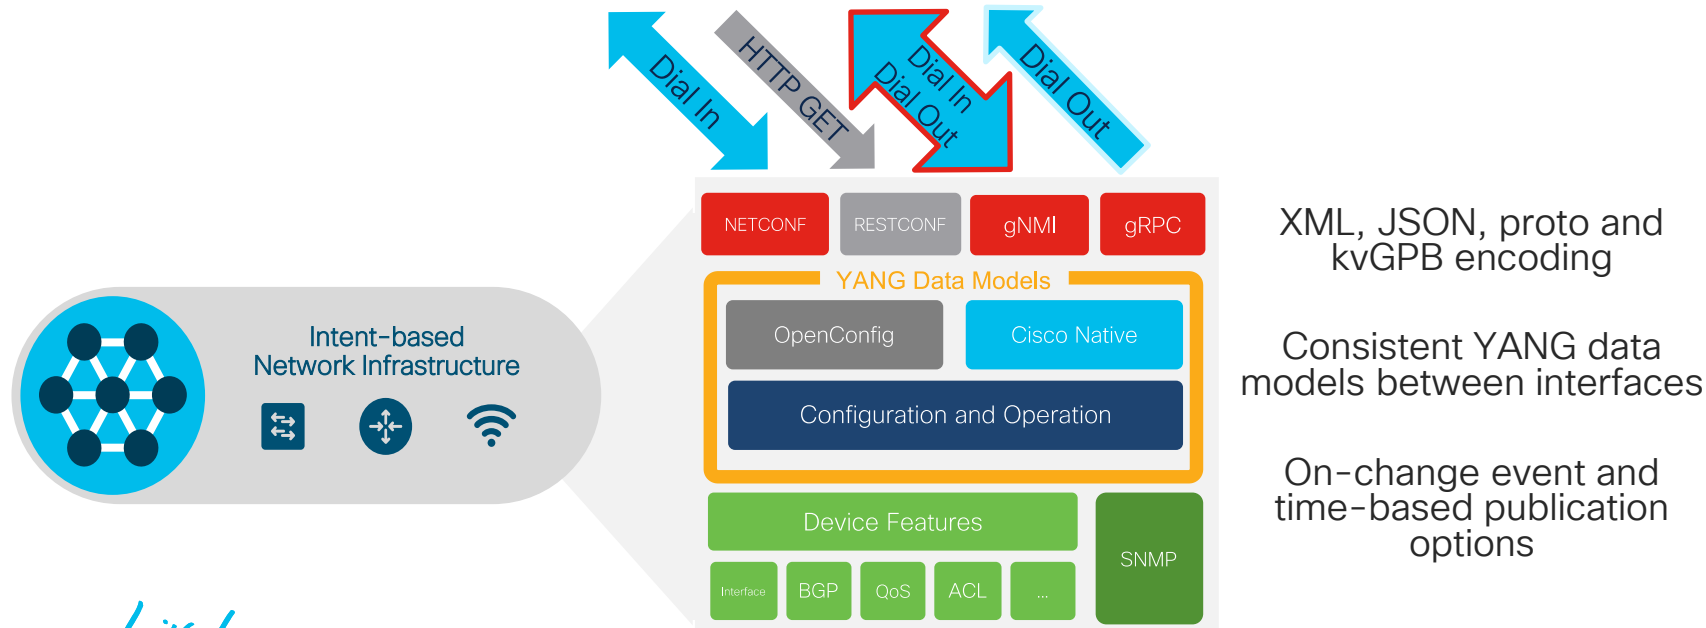 Dial In
HTTP GET
Dial In
Dial Out
Dial Out
NETCONF
RESTCONF
gNMI
gRPC
XML, JSON, proto and
kvGPB encoding
YANG Data Models
OpenConfig
Cisco Native
Configuration and Operation
Intent-based
Network Infrastructure
Consistent YANG data
models between interfaces
On-change event and
time-based publication
options
Device Features
SNMP
Interface
BGP
QoS
ACL
...